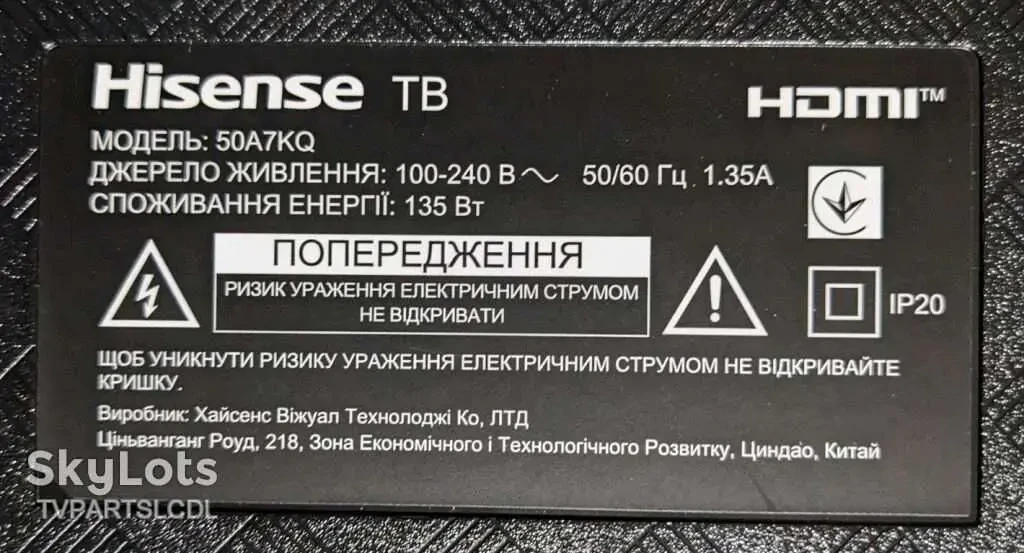 Hisense ТВ
HDMI™
МОДЕЛЬ: 50A7KQ
ДЖЕРЕЛО ЖИВЛЕННЯ: 100-240 В～ 50/60 Гц 1.35А
СПОЖИВАННЯ ЕНЕРГІЇ: 135 Вт
ПОПЕРЕДЖЕННЯ
РИЗИК УРАЖЕННЯ ЕЛЕКТРИЧНИМ СТРУМОМ
НЕ ВІДКРИВАТИ
IP20
ЩОБ УНИКНУТИ РИЗИКУ УРАЖЕННЯ ЕЛЕКТРИЧНИМ СТРУМОМ НЕ ВІДКРИВАЙТЕ
КРИШКУ.
Виробник: Хайсенс Віжуал Технолоджі Ко, ЛТД
Ціньванганг Роуд, 218, Зона Економічного і Технологічного Розвитку, Циндао, Китай
SkyLots
TVPARTSLCDL